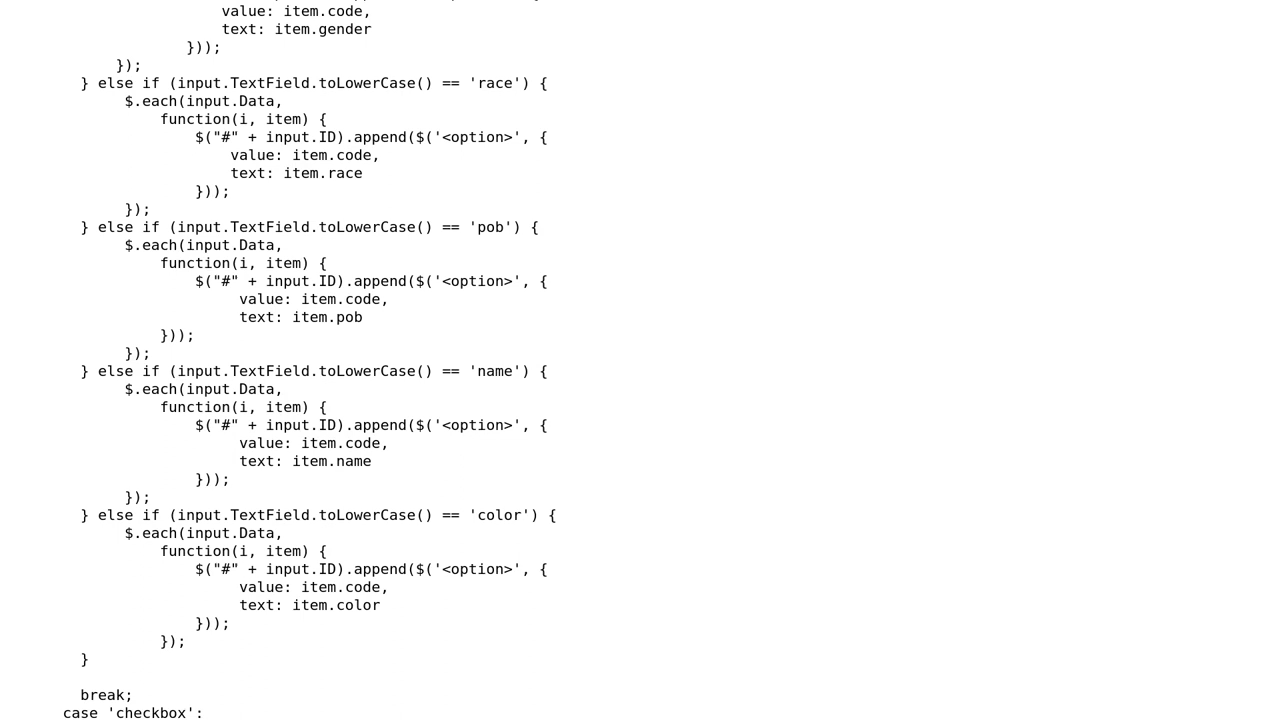 value: item.code,
text: item.gender
}));
});
} else if (input.TextField.toLowerCase() == 'race') {
$.each(input.Data,
function(i, item) {
$("#" + input.ID).append($('<option>', {
value: item.code,
text: item.race
}));
});
} else if (input.TextField.toLowerCase() == 'pob') {
$.each(input.Data,
function(i, item) {
$("#" + input.ID).append($('<option>', {
value: item.code,
text: item.pob
}));
});
} else if (input.TextField.toLowerCase() == 'name') {
$.each(input.Data,
function(i, item) {
$("#" + input.ID).append($('<option>', {
value: item.code,
text: item.name
}));
});
} else if (input.TextField.toLowerCase() == 'color') {
$.each(input.Data,
function(i, item) {
$("#" + input.ID).append($('<option>', {
value: item.code,
text: item.color
}));
});
}
break;
case 'checkbox':